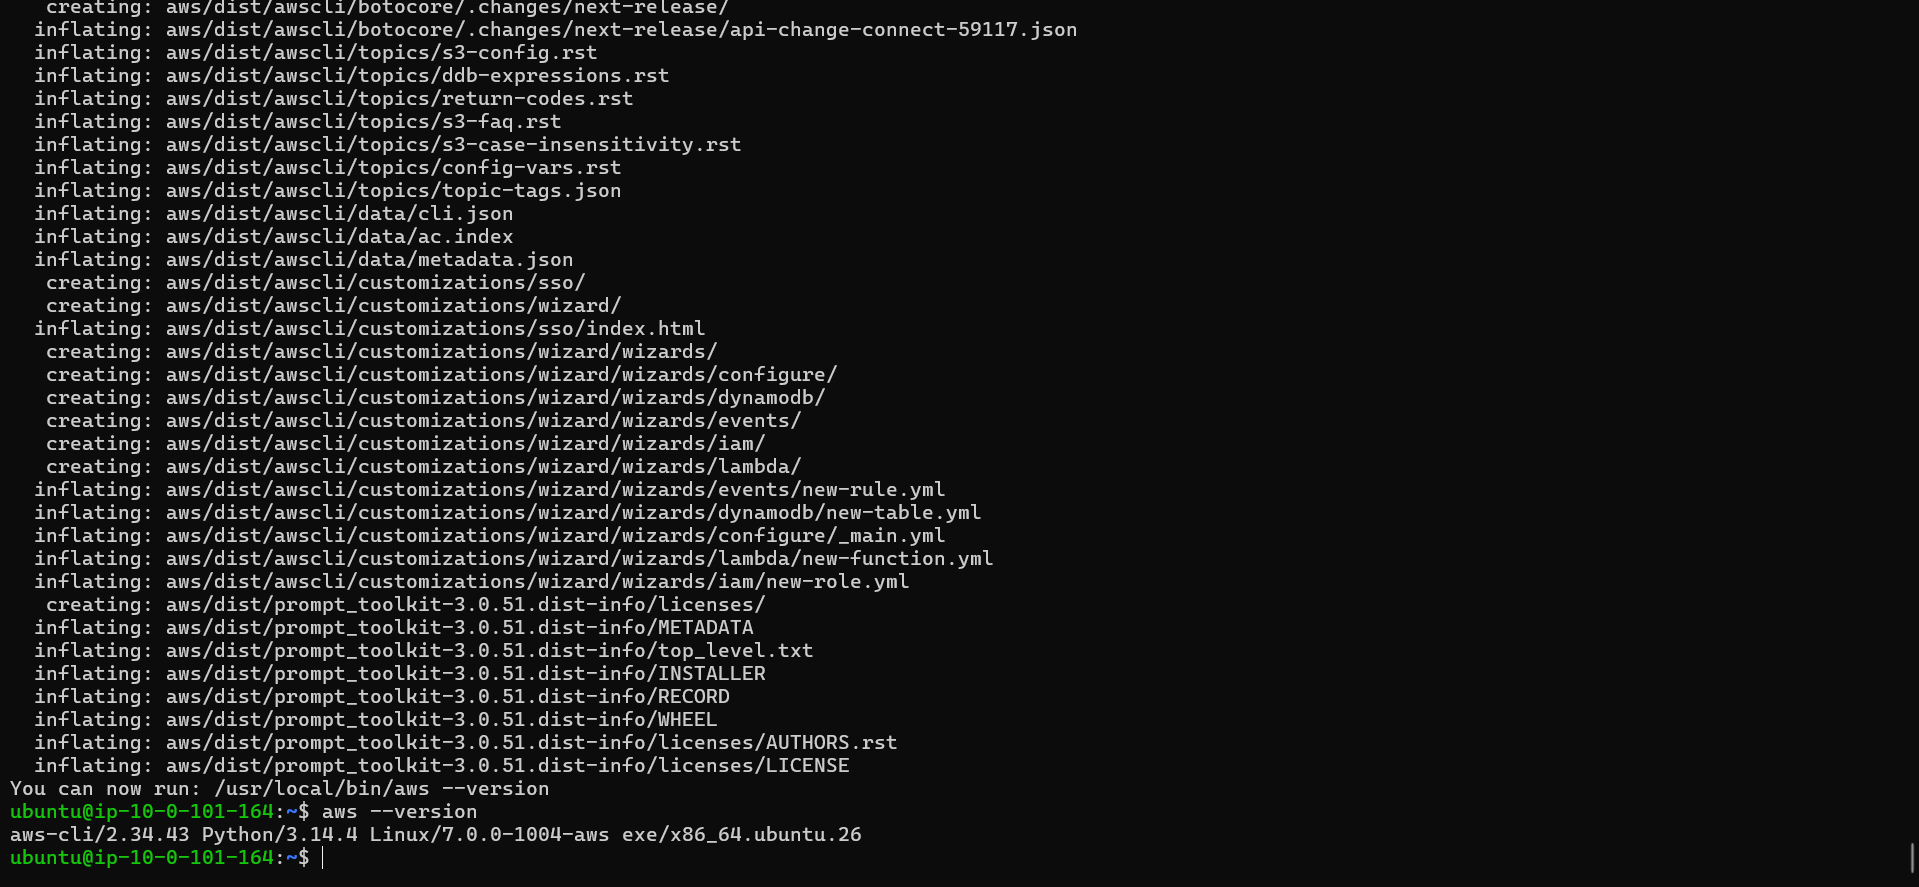 creating: aws/dist/awscli/botocore/.changes/next-release/
inflating: aws/dist/awscli/botocore/.changes/next-release/api-change-connect-59117.json
inflating: aws/dist/awscli/topics/s3-config.rst
inflating: aws/dist/awscli/topics/ddb-expressions.rst
inflating: aws/dist/awscli/topics/return-codes.rst
inflating: aws/dist/awscli/topics/s3-faq.rst
inflating: aws/dist/awscli/topics/s3-case-insensitivity.rst
inflating: aws/dist/awscli/topics/config-vars.rst
inflating: aws/dist/awscli/topics/topic-tags.json
inflating: aws/dist/awscli/data/cli.json
inflating: aws/dist/awscli/data/ac.index
inflating: aws/dist/awscli/data/metadata.json
creating: aws/dist/awscli/customizations/sso/
creating: aws/dist/awscli/customizations/wizard/
inflating: aws/dist/awscli/customizations/sso/index.html
creating: aws/dist/awscli/customizations/wizard/wizards/
creating: aws/dist/awscli/customizations/wizard/wizards/configure/
creating: aws/dist/awscli/customizations/wizard/wizards/dynamodb/
creating: aws/dist/awscli/customizations/wizard/wizards/events/
creating: aws/dist/awscli/customizations/wizard/wizards/iam/
creating: aws/dist/awscli/customizations/wizard/wizards/lambda/
inflating: aws/dist/awscli/customizations/wizard/wizards/events/new-rule.yml
inflating: aws/dist/awscli/customizations/wizard/wizards/dynamodb/new-table.yml
inflating: aws/dist/awscli/customizations/wizard/wizards/configure/_main.yml
inflating: aws/dist/awscli/customizations/wizard/wizards/lambda/new-function.yml
inflating: aws/dist/awscli/customizations/wizard/wizards/iam/new-role.yml
creating: aws/dist/prompt_toolkit-3.0.51.dist-info/licenses/
inflating: aws/dist/prompt_toolkit-3.0.51.dist-info/METADATA
inflating: aws/dist/prompt_toolkit-3.0.51.dist-info/top_level.txt
inflating: aws/dist/prompt_toolkit-3.0.51.dist-info/INSTALLER
inflating: aws/dist/prompt_toolkit-3.0.51.dist-info/RECORD
inflating: aws/dist/prompt_toolkit-3.0.51.dist-info/WHEEL
inflating: aws/dist/prompt_toolkit-3.0.51.dist-info/licenses/AUTHORS.rst
inflating: aws/dist/prompt_toolkit-3.0.51.dist-info/licenses/LICENSE
You can now run: /usr/local/bin/aws --version
ubuntu@ip-10-0-101-164:~$ aws --version
aws-cli/2.34.43 Python/3.14.4 Linux/7.0.0-1004-aws exe/x86_64.ubuntu.26
ubuntu@ip-10-0-101-164:~$